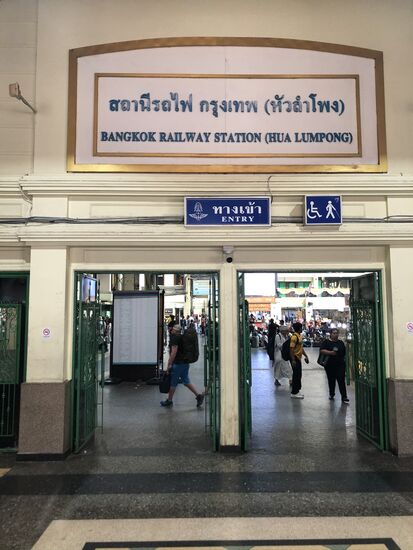 สถานีรถไฟ กรุงเทพ (หัวลำโพง)
BANGKOK RAILWAY STATION (HUA LUMPONG)
ทางเข้า
ENTRY